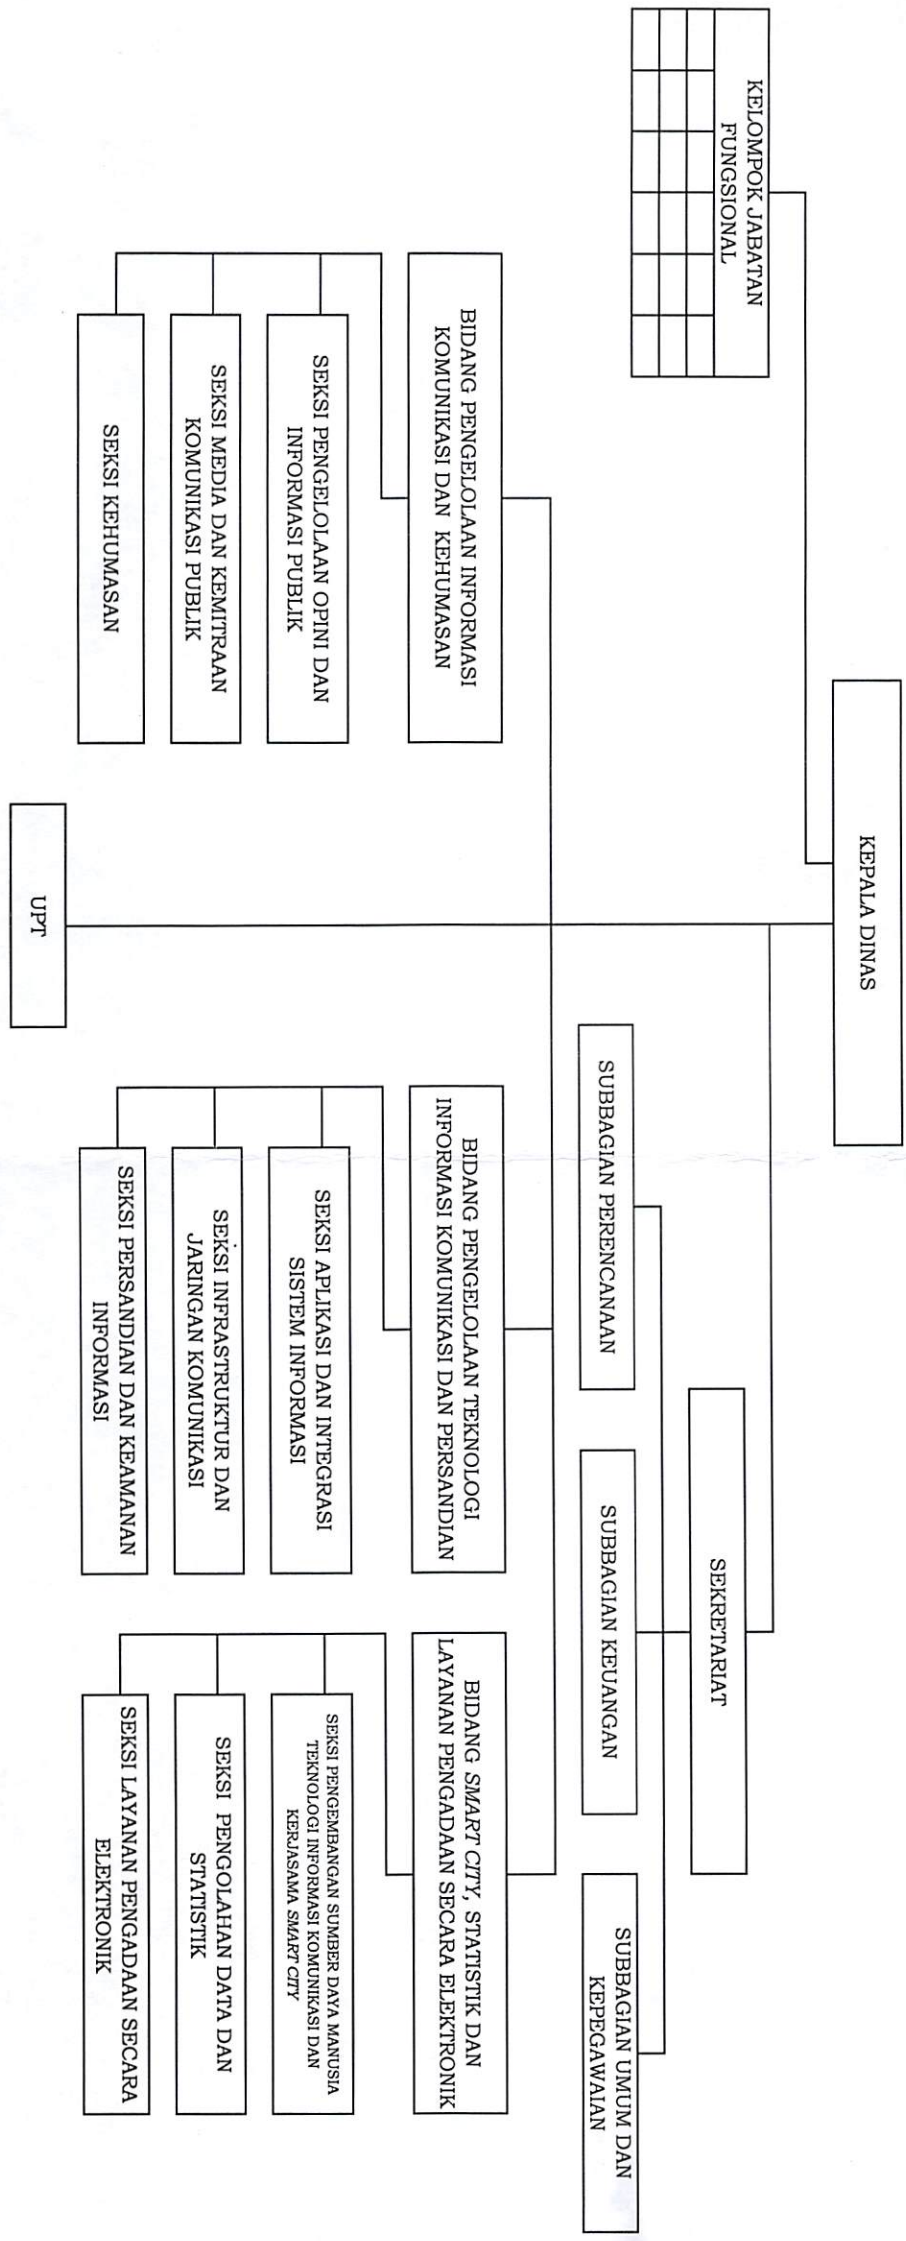 KEPALA DINAS
KELOMPOK JABATAN
FUNGSIONAL
SEKRETARIAT
SUBBAGIAN PERENCANAAN
SUBBAGIAN KEUANGAN
SUBBAGIAN UMUM DAN
KEPEGAWAIAN
BIDANG PENGELOLAAN INFORMASI
KOMUNIKASI DAN KEHUMASAN
SEKSI PENGELOLAAN OPINI DAN
INFORMASI PUBLIK
SEKSI MEDIA DAN KEMITRAAN
KOMUNIKASI PUBLIK
SEKSI KEHUMASAN
BIDANG PENGELOLAAN TEKNOLOGI
INFORMASI KOMUNIKASI DAN PERSANDIAN
SEKSI APLIKASI DAN INTEGRASI
SISTEM INFORMASI
SEKSI INFRASTRUKTUR DAN
JARINGAN KOMUNIKASI
SEKSI PERSANDIAN DAN KEAMANAN
INFORMASI
BIDANG SMART CITY, STATISTIK DAN
LAYANAN PENGADAAN SECARA ELEKTRONIK
SEKSI PENGEMBANGAN SUMBER DAYA MANUSIA
TEKNOLOGI INFORMASI KOMUNIKASI DAN
KERJASAMA SMART CITY
SEKSI PENGOLAHAN DATA DAN
STATISTIK
SEKSI LAYANAN PENGADAAN SECARA
ELEKTRONIK
UPT